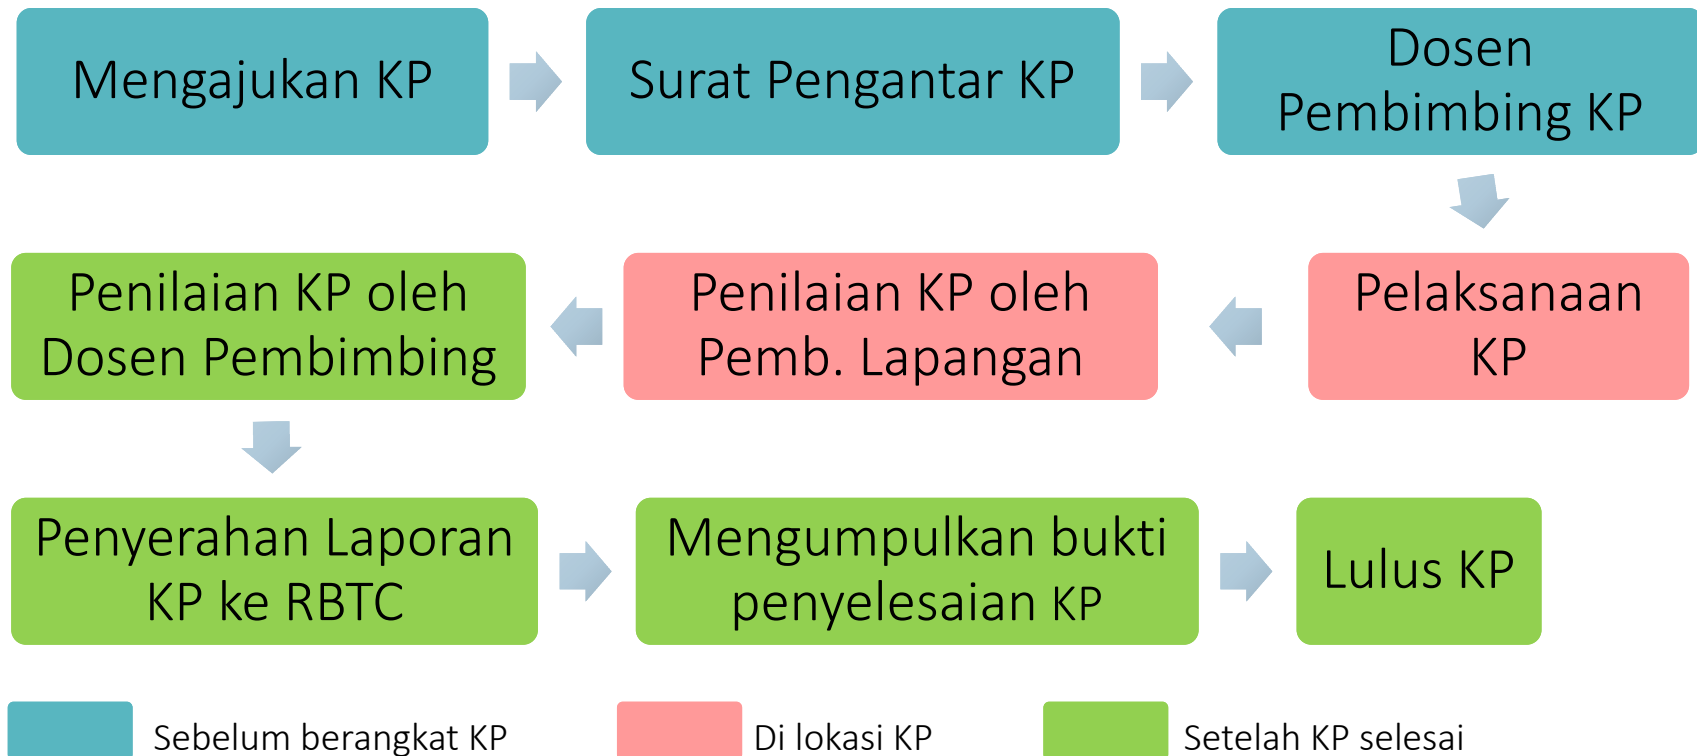 Mengajukan KP
Surat Pengantar KP
Dosen
Pembimbing KP
Pelaksanaan
KP
Penilaian KP oleh
Pemb. Lapangan
Penilaian KP oleh
Dosen Pembimbing
Penyerahan Laporan
KP ke RBTC
Mengumpulkan bukti
penyelesaian KP
Lulus KP
Sebelum berangkat KP
Di lokasi KP
Setelah KP selesai